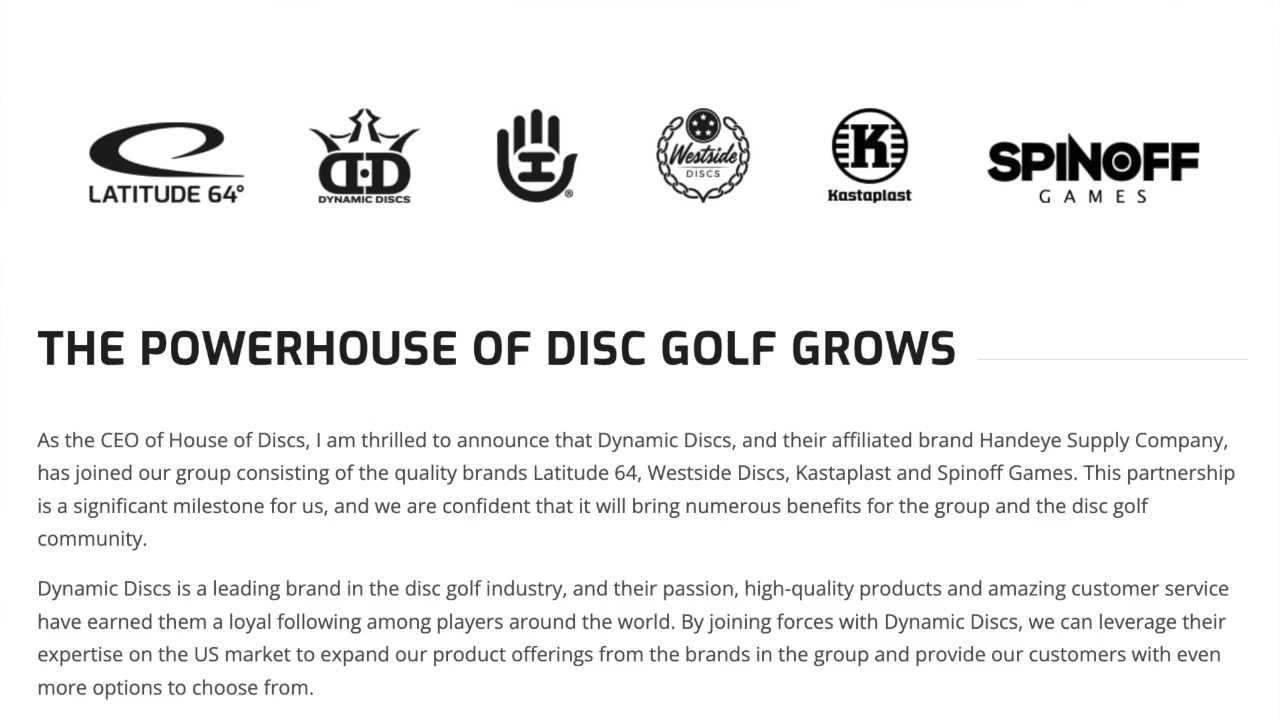 LATITUDE 64°
DYNAMIC DISCS
®
Westside
DISCS
K
Kastaplast
SPINOFF
GAMES
THE POWERHOUSE OF DISC GOLF GROWS
As the CEO of House of Discs, I am thrilled to announce that Dynamic Discs, and their affiliated brand Handeye Supply Company,
has joined our group consisting of the quality brands Latitude 64, Westside Discs, Kastaplast and Spinoff Games. This partnership
is a significant milestone for us, and we are confident that it will bring numerous benefits for the group and the disc golf
community.
Dynamic Discs is a leading brand in the disc golf industry, and their passion, high-quality products and amazing customer service
have earned them a loyal following among players around the world. By joining forces with Dynamic Discs, we can leverage their
expertise on the US market to expand our product offerings from the brands in the group and provide our customers with even
more options to choose from.